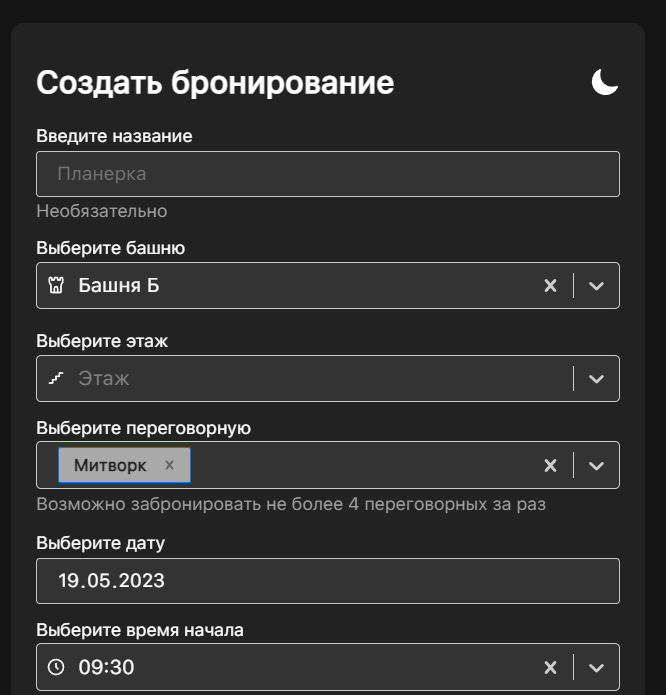 Создать бронирование
Введите название
Планерка
Необязательно
Выберите башню
Башня Б
Выберите этаж
Этаж
Выберите переговорную
Митворк
Возможно забронировать не более 4 переговорных за раз
Выберите дату
19.05.2023
Выберите время начала
09:30